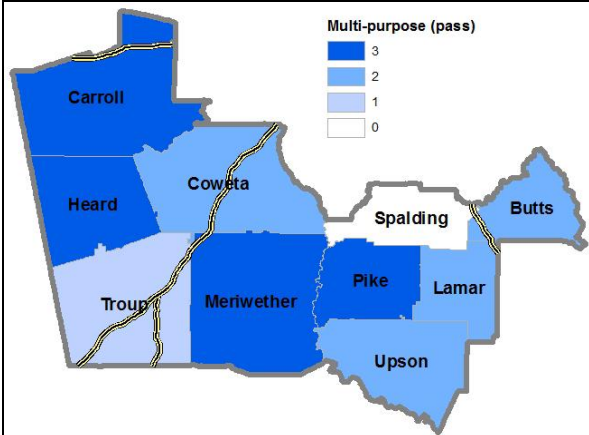 Multi-purpose (pass)
3
2
1
0
Carroll
Coweta
Heard
Spalding
Butts
Troup
Meriwether
Pike
Lamar
Upson